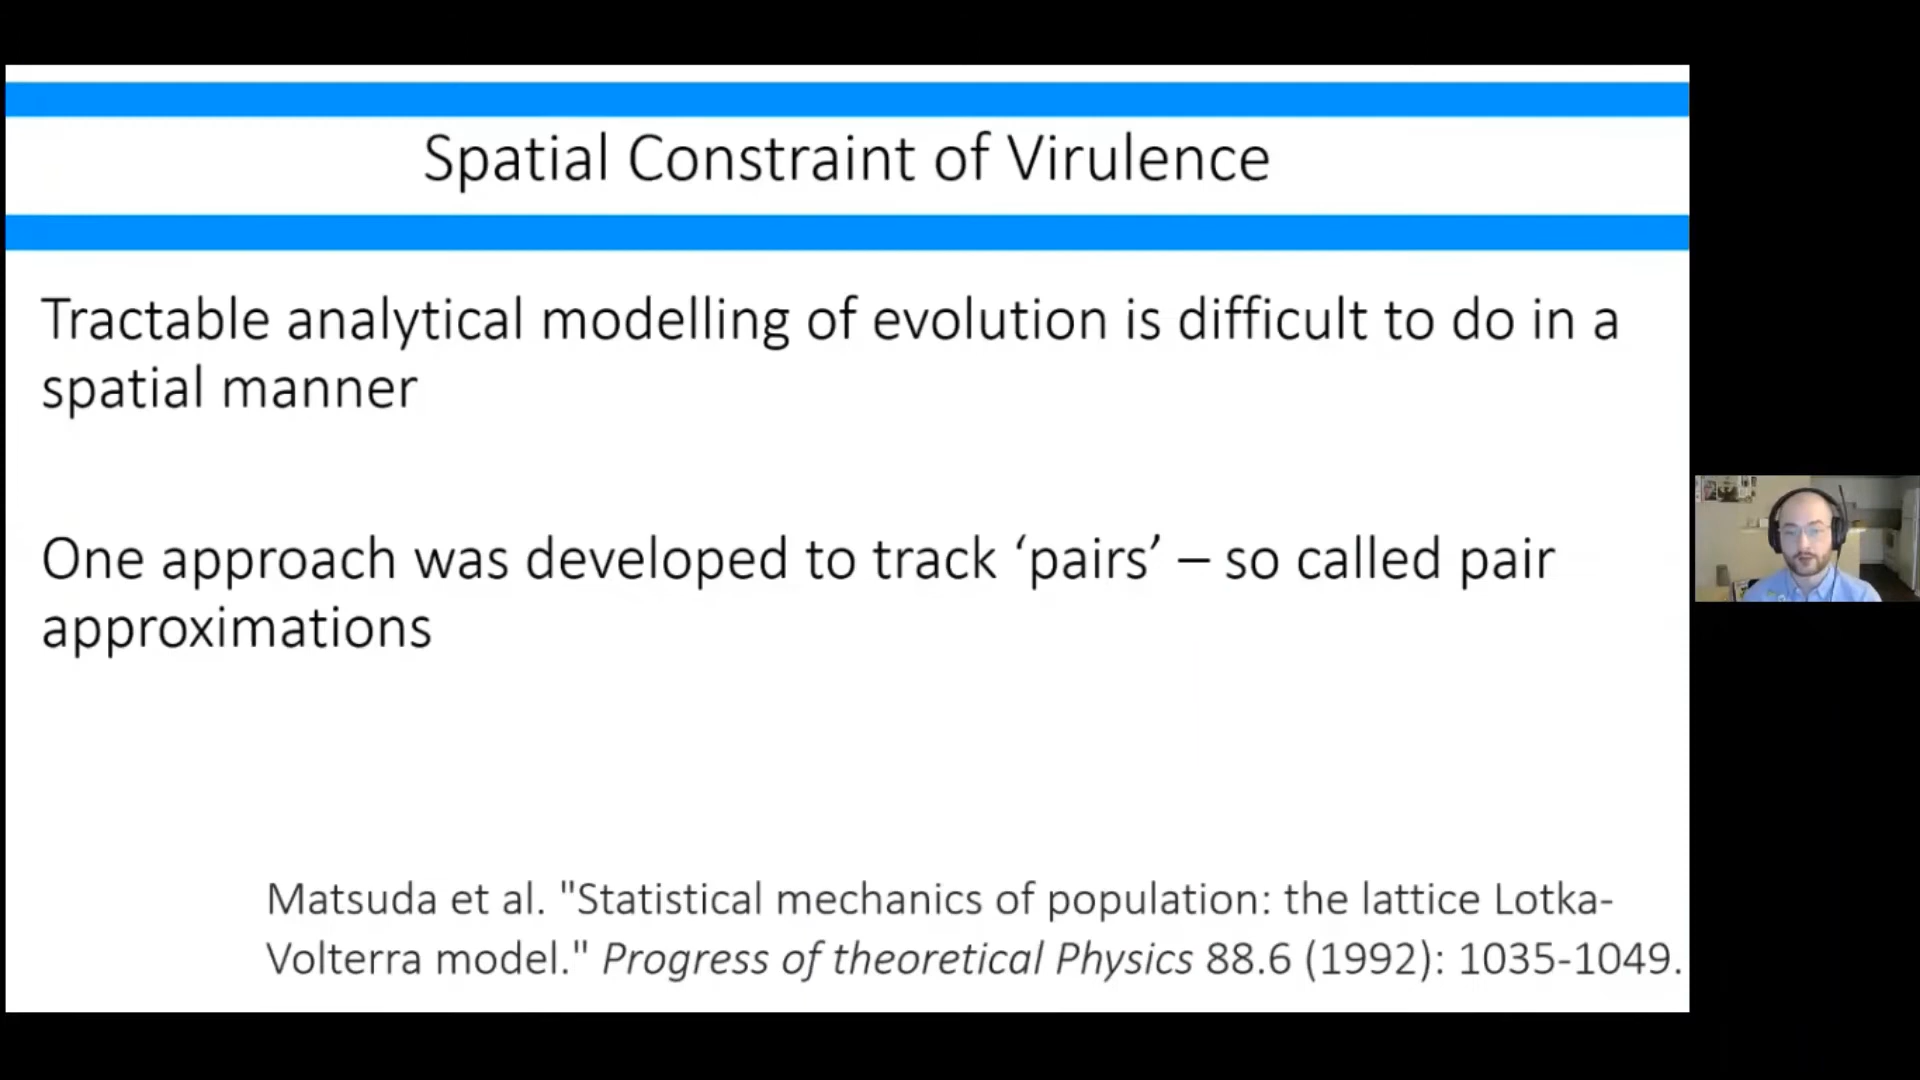 Spatial Constraint of Virulence
Tractable analytical modelling of evolution is difficult to do in a
spatial manner
One approach was developed to track ‘pairs’ – so called pair
approximations
Matsuda et al. "Statistical mechanics of population: the lattice Lotka-
Volterra model." Progress of theoretical Physics 88.6 (1992): 1035-1049.